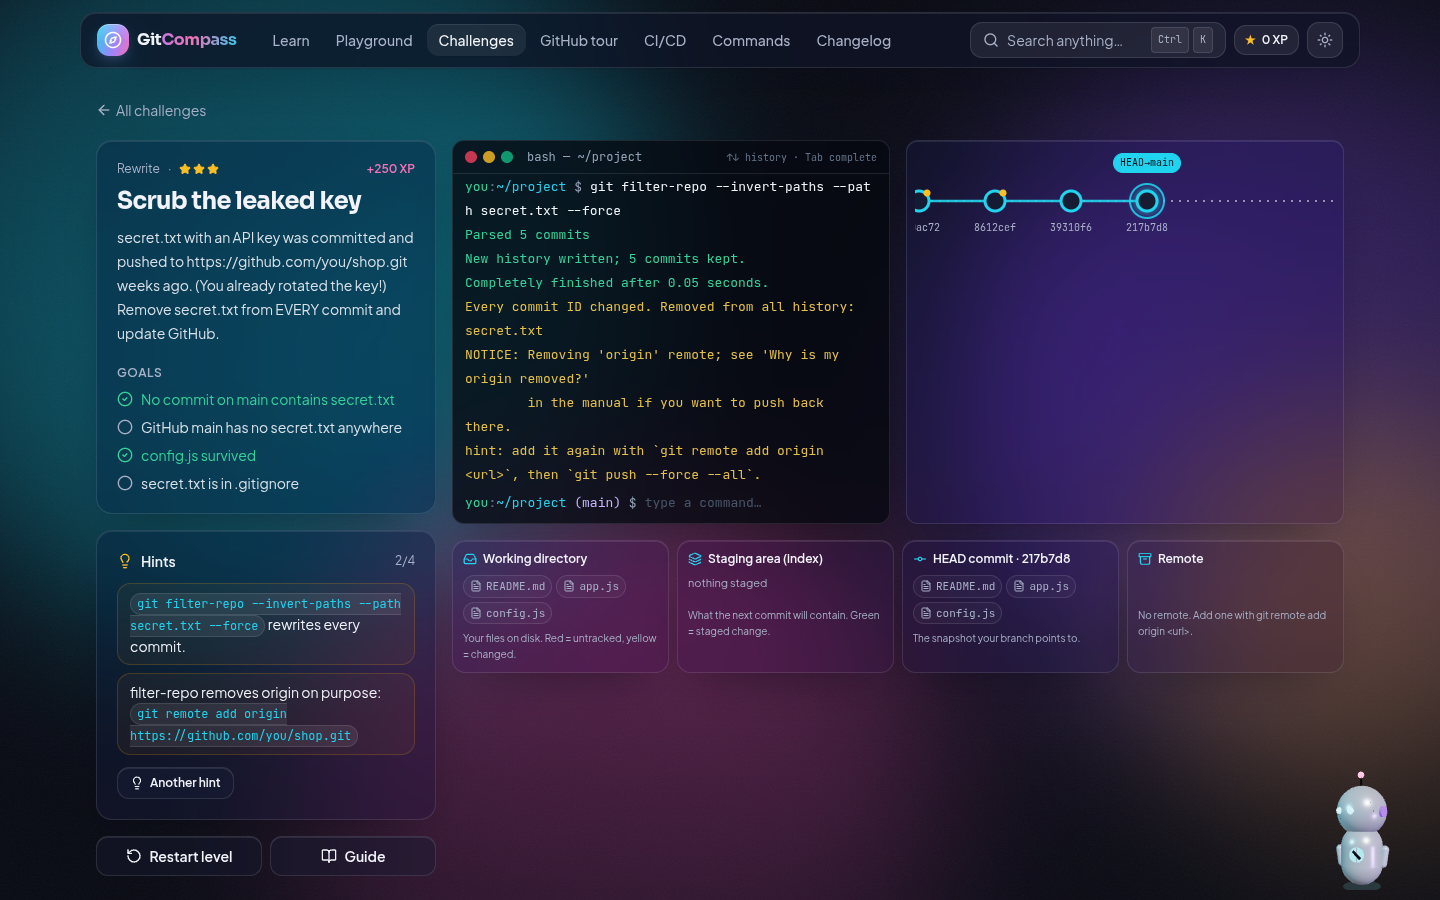 GitCompass
Learn
Playground
Challenges
GitHub tour
CI/CD
Commands
Changelog
Search anything...
Ctrl
K
0 XP
All challenges
Rewrite ·
+250 XP
Scrub the leaked key
secret.txt with an API key was committed and
pushed to https://github.com/you/shop.git
weeks ago. (You already rotated the key!)
Remove secret.txt from EVERY commit and
update GitHub.
GOALS
No commit on main contains secret.txt
GitHub main has no secret.txt anywhere
config.js survived
secret.txt is in .gitignore
Hints
2/4
git filter-repo --invert-paths --path
secret.txt --force rewrites every
commit.
filter-repo removes origin on purpose:
git remote add origin
https://github.com/you/shop.git
Another hint
Restart level
Guide
bash — ~/project
↑↓ history · Tab complete
you:~/project $ git filter-repo --invert-paths --pat
h secret.txt --force
Parsed 5 commits
New history written; 5 commits kept.
Completely finished after 0.05 seconds.
Every commit ID changed. Removed from all history:
secret.txt
NOTICE: Removing 'origin' remote; see 'Why is my
origin removed?'
in the manual if you want to push back
there.
hint: add it again with `git remote add origin
<url>`, then `git push --force --all`.
you:~/project (main) $ type a command…
HEAD→main
ac72
8612cef
39310f6
217b7d8
Working directory
README.md
app.js
config.js
Your files on disk. Red = untracked, yellow
= changed.
Staging area (index)
nothing staged
What the next commit will contain. Green
= staged change.
HEAD commit · 217b7d8
README.md
app.js
config.js
The snapshot your branch points to.
Remote
No remote. Add one with git remote add
origin <url>.